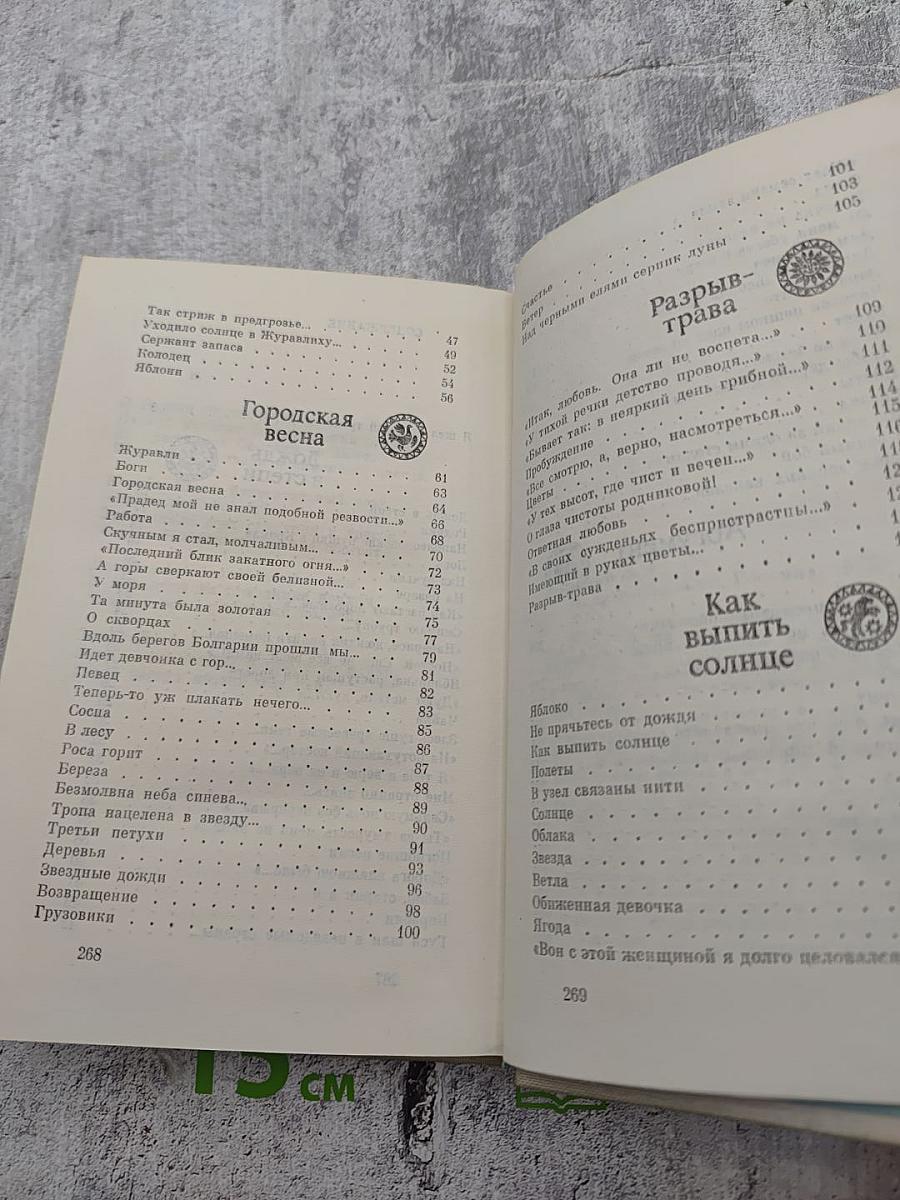 Так стриж в предгрозье... 47
Уходило солнце в Журавлиху... 49
Сержант запаса 52
Колодец 54
Яблони 56
Городская
весна
Журавли 61
Боги 63
Городская весна 64
«Прадед мой не знал подобной резвости...» 66
Работа 68
Скучным я стал, молчаливым... 70
«Последний блик закатного огня...» 72
А горы сверкают своей белизной... 73
У моря 74
Та минута была золотая 75
О скворцах 77
Вдоль берегов Болгарии прошли мы... 79
Идет девчонка с гор... 81
Певец 82
Теперь-то уж плакать нечего... 83
Сосна 85
В лесу 86
Роса горит 87
Береза 88
Безмолвна неба синева... 89
Тропа нацелена в звезду... 90
Третьи петухи 91
Деревья 93
Звездные дожди 96
Возвращение 98
Грузовики 100
268
Счастье 101
Ветер 103
Над черными елями серпик луны 105
Разрыв-
трава
«Итак, любовь. Она ли не воспета...» 109
«У тихой речки детство проводя...» 110
«Бывает так: в неяркий день грибной...» 111
Пробуждение 112
«Все смотрю, а, верно, насмотреться...» 114
Цветы 115
«У тех высот, где чист и вечен...»
О глаза чистоты родниковой!
Ответная любовь
«В своих сужденьях беспристрастны...»
Имеющий в руках цветы...
Разрыв-трава
Как
выпить
солнце
Яблоко
Не прячьтесь от дождя
Как выпить солнце
Полеты
В узел связаны нити
Солнце
Облака
Звезда
Ветла
Обиженная девочка
Ягода
«Вон с этой женщиной я долго целовался
269
15 см